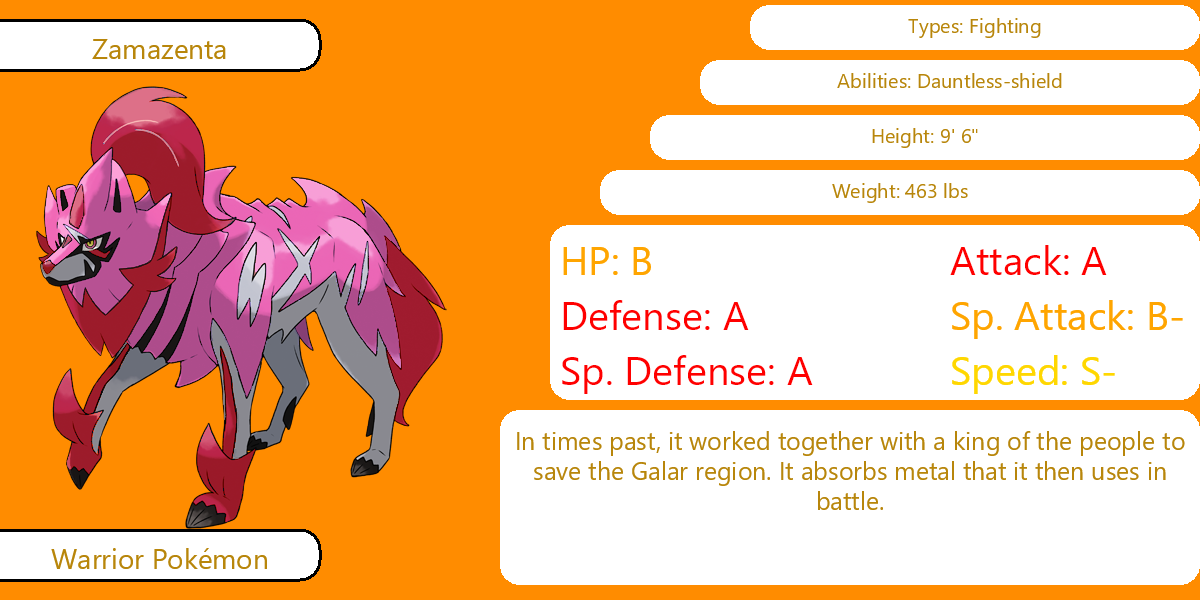 Zamazenta
Types: Fighting
Abilities: Dauntless-shield
Height: 9' 6"
Weight: 463 lbs
HP: B
Attack: A
Defense: A
Sp. Attack: B-
Sp. Defense: A
Speed: S-
In times past, it worked together with a king of the people to
save the Galar region. It absorbs metal that it then uses in
battle.
Warrior Pokémon